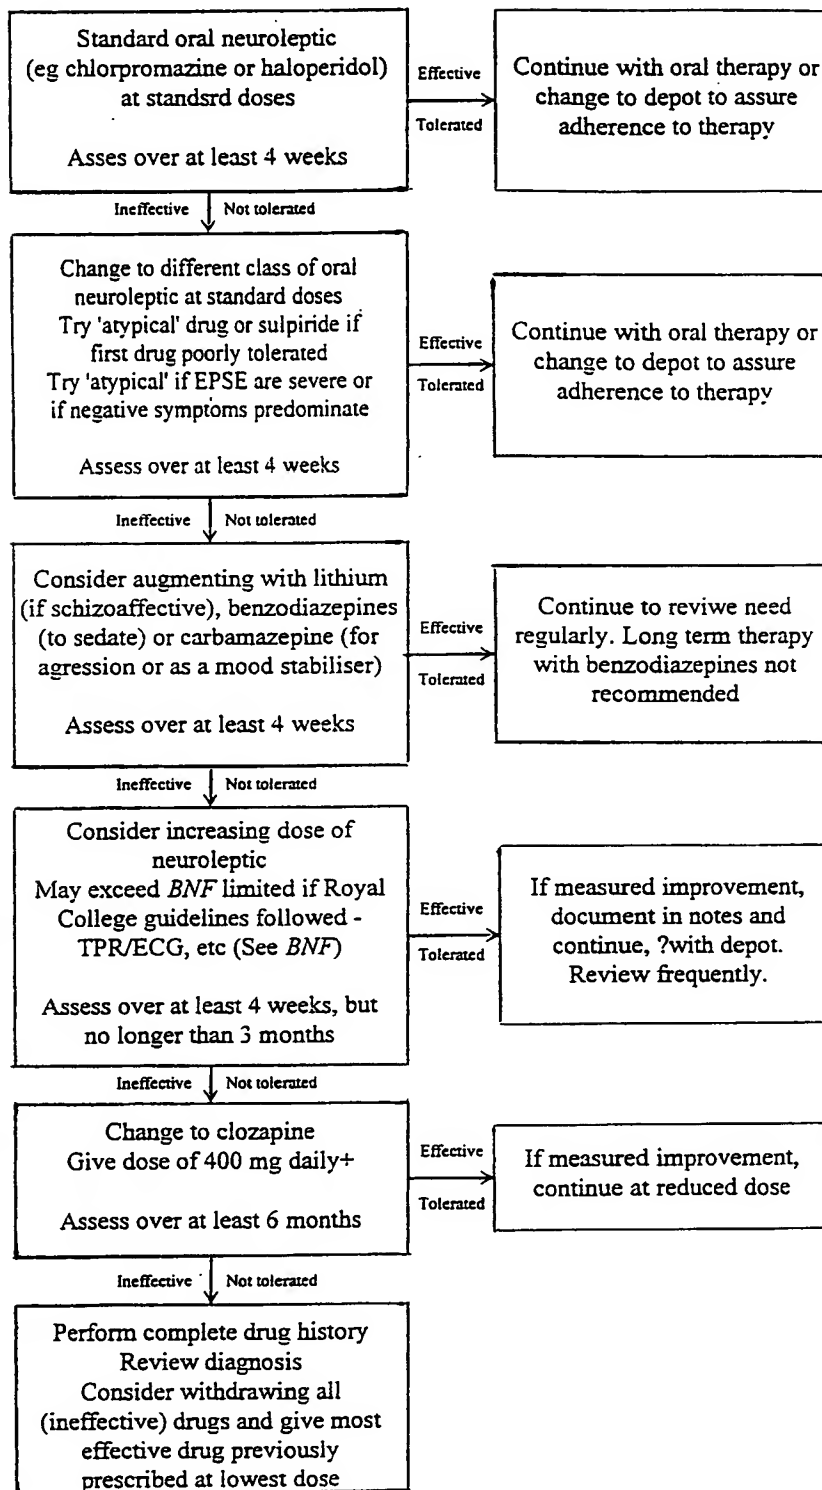 Standard oral neuroleptic
(eg chlorpromazine or haloperidol)
at standsrd doses
Asses over at least 4 weeks
Effective
Tolerated
Continue with oral therapy or
change to depot to assure
adherence to therapy
Ineffective Not tolerated
Change to different class of oral
neuroleptic at standard doses
Try 'atypical' drug or sulpiride if
first drug poorly tolerated
Try 'atypical' if EPSE are severe or
if negative symptoms predominate
Assess over at least 4 weeks
Effective
Tolerated
Continue with oral therapy or
change to depot to assure
adherence to therapy
Ineffective Not tolerated
Consider augmenting with lithium
(if schizoaffective), benzodiazepines
(to sedate) or carbamazepine (for
agression or as a mood stabiliser)
Assess over at least 4 weeks
Effective
Tolerated
Continue to reviwe need
regularly. Long term therapy
with benzodiazepines not
recommended
Ineffective Not tolerated
Consider increasing dose of
neuroleptic
May exceed BNF limited if Royal
College guidelines followed -
TPR/ECG, etc (See BNF)
Assess over at least 4 weeks, but
no longer than 3 months
Effective
Tolerated
If measured improvement,
document in notes and
continue, ?with depot.
Review frequently.
Ineffective Not tolerated
Change to clozapine
Give dose of 400 mg daily+
Assess over at least 6 months
Effective
Tolerated
If measured improvement,
continue at reduced dose
Ineffective Not tolerated
Perform complete drug history
Review diagnosis
Consider withdrawing all
(ineffective) drugs and give most
effective drug previously
prescribed at lowest dose